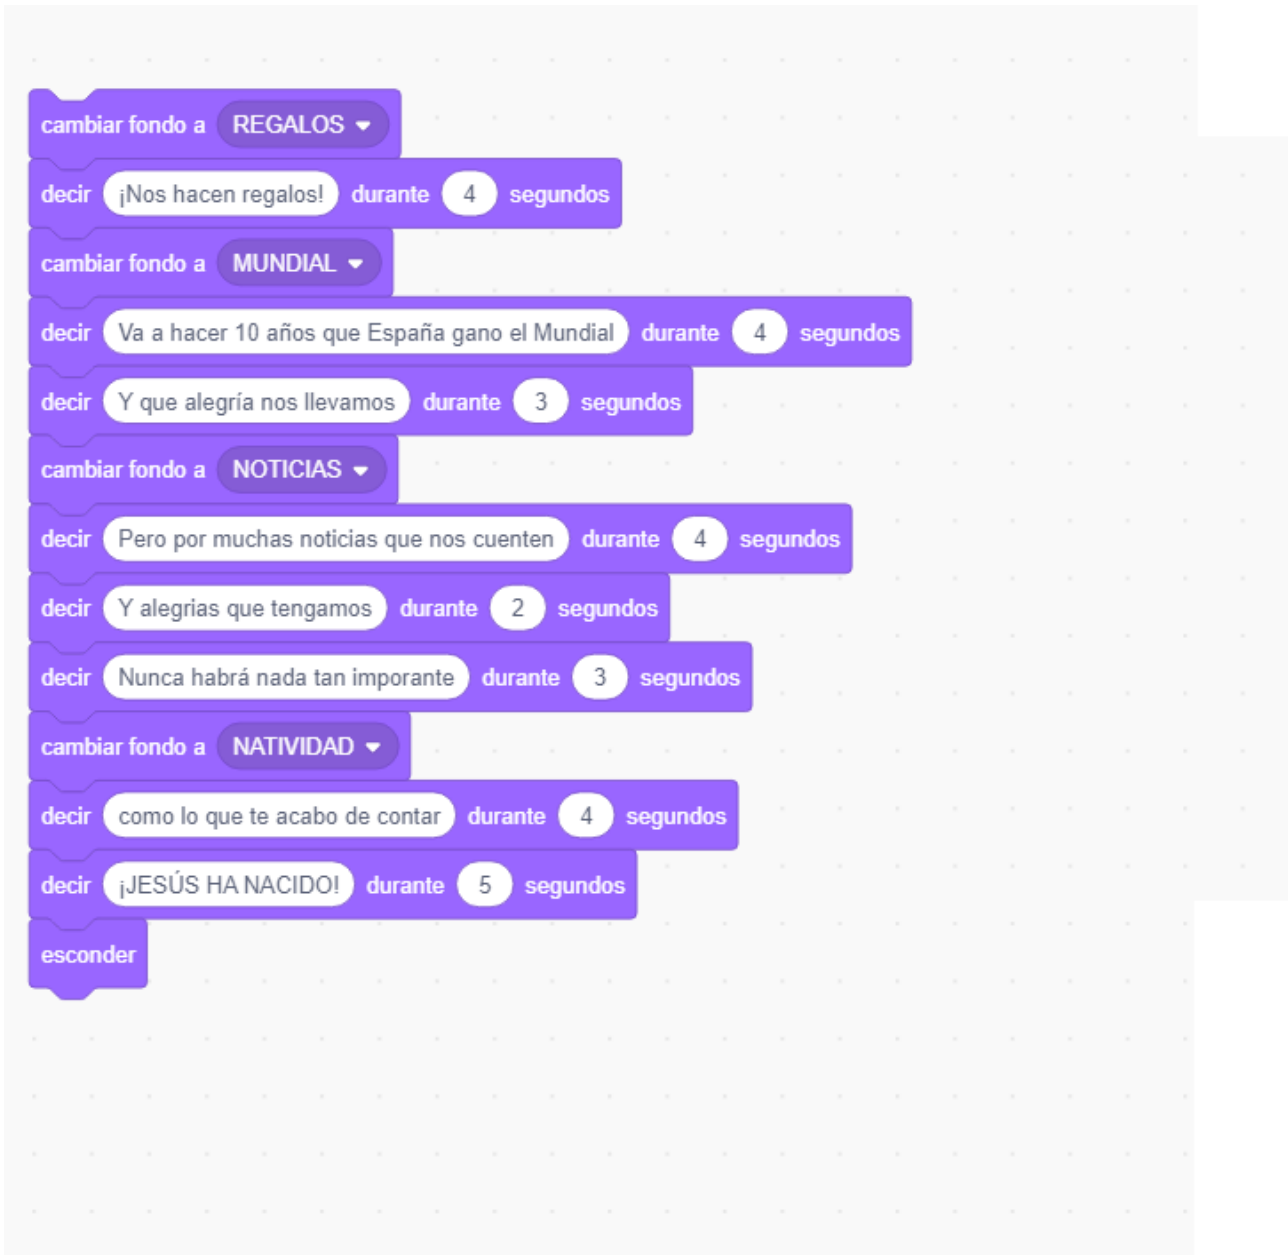 cambiar fondo a REGALOS
decir ¡Nos hacen regalos! durante 4 segundos
cambiar fondo a MUNDIAL
decir Va a hacer 10 años que España gano el Mundial durante 4 segundos
decir Y que alegría nos llevamos durante 3 segundos
cambiar fondo a NOTICIAS
decir Pero por muchas noticias que nos cuenten durante 4 segundos
decir Y alegrias que tengamos durante 2 segundos
decir Nunca habrá nada tan imporante durante 3 segundos
cambiar fondo a NATIVIDAD
decir como lo que te acabo de contar durante 4 segundos
decir ¡JESÚS HA NACIDO! durante 5 segundos
esconder